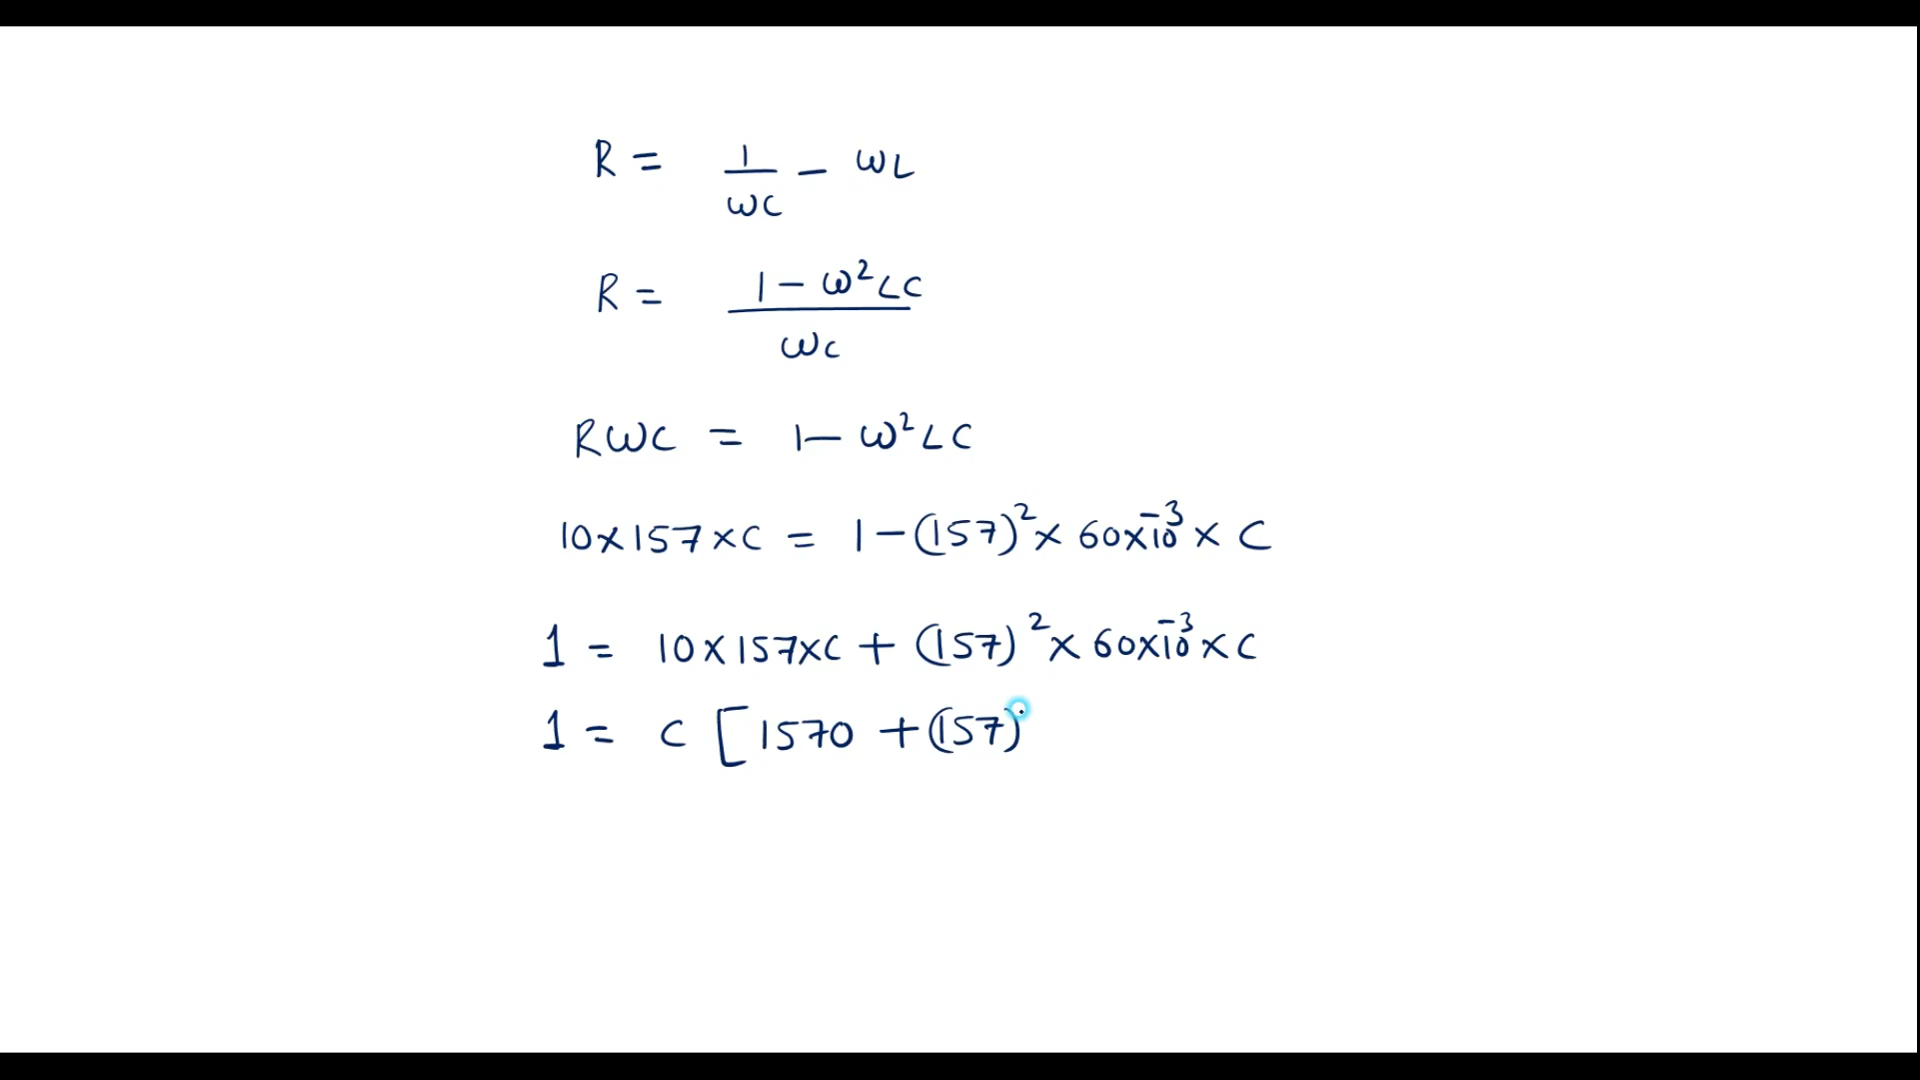 R = 1/ωC - ωL
R = 1 - ω²LC / ωC
RWC = 1 - ω²LC
10×157×C = 1 - (157)² × 60×10⁻³ × C
1 = 10×157×C + (157)² × 60×10⁻³ × C
1 = C [1570 + (157)